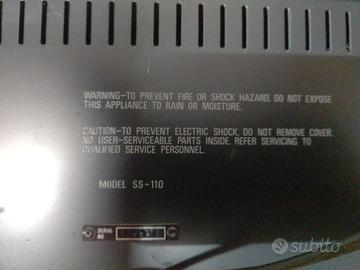 WARNING—TO PREVENT FIRE OR SHOCK HAZARD, DO NOT EXPOSE
THIS APPLIANCE TO RAIN OR MOISTURE.
CAUTION—TO PREVENT ELECTRIC SHOCK, DO NOT REMOVE COVER.
NO USER-SERVICEABLE PARTS INSIDE. REFER SERVICING TO
QUALIFIED SERVICE PERSONNEL.
MODEL SS-110
SERIAL
NO.
subito